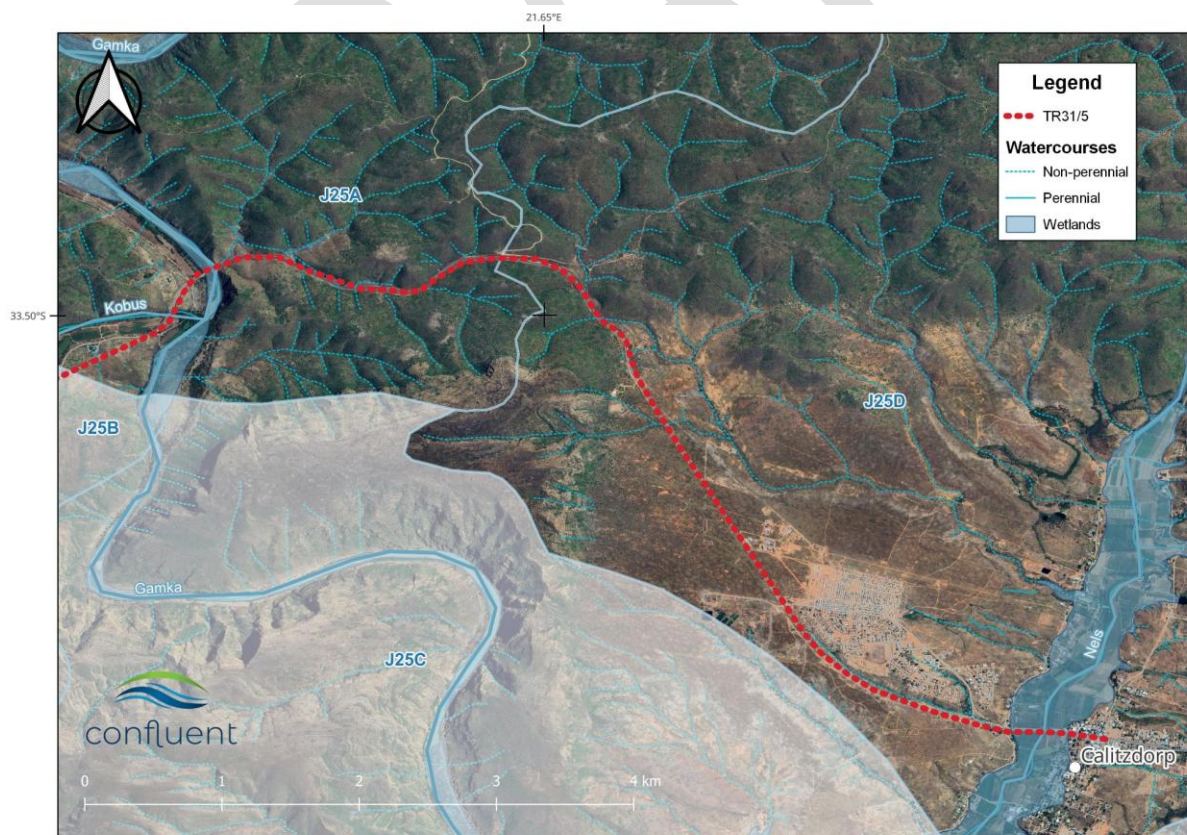 21.65°E
Gamka
Legend
TR31/5
Watercourses
Non-perennial
Perennial
Wetlands
J25A
Kobus
33.50°S
J25B
J25D
Gamka
J25C
Nels
confluent
Calitzdorp
0 1 2 3 4 km